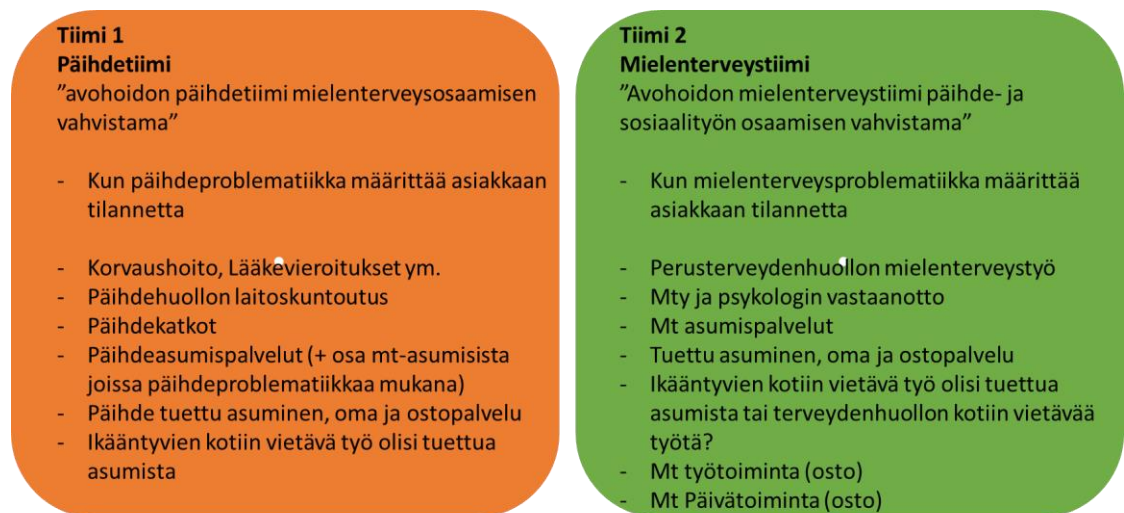 Tiimi 1
Päihdetiimi
”avohoidon päihdetiimi mielenterveysosaamisen
vahvistama”
- Kun päihdeproblematiikka määrittää asiakkaan
tilannetta
- Korvaushoito, Lääkevieroitukset ym.
- Päihdehuollon laitoskuntoutus
- Päihdekatkot
- Päihdeasumispalvelut (+ osa mt-asumisista
joissa päihdeproblematiikkaa mukana)
- Päihde tuettu asuminen, oma ja ostopalvelu
- Ikääntyvien kotiin vietävä työ olisi tuettua
asumista
Tiimi 2
Mielenterveystiimi
”Avohoidon mielenterveystiimi päihde- ja
sosiaalityön osaamisen vahvistama”
- Kun mielenterveysproblematiikka määrittää
asiakkaan tilannetta
- Perusterveydenhuollon mielenterveystyö
- Mty ja psykologin vastaanotto
- Mt asumispalvelut
- Tuettu asuminen, oma ja ostopalvelu
- Ikääntyvien kotiin vietävä työ olisi tuettua
asumista tai terveydenhuollon kotiin vietävää
työtä?
- Mt työtoiminta (osto)
- Mt Päivätoiminta (osto)